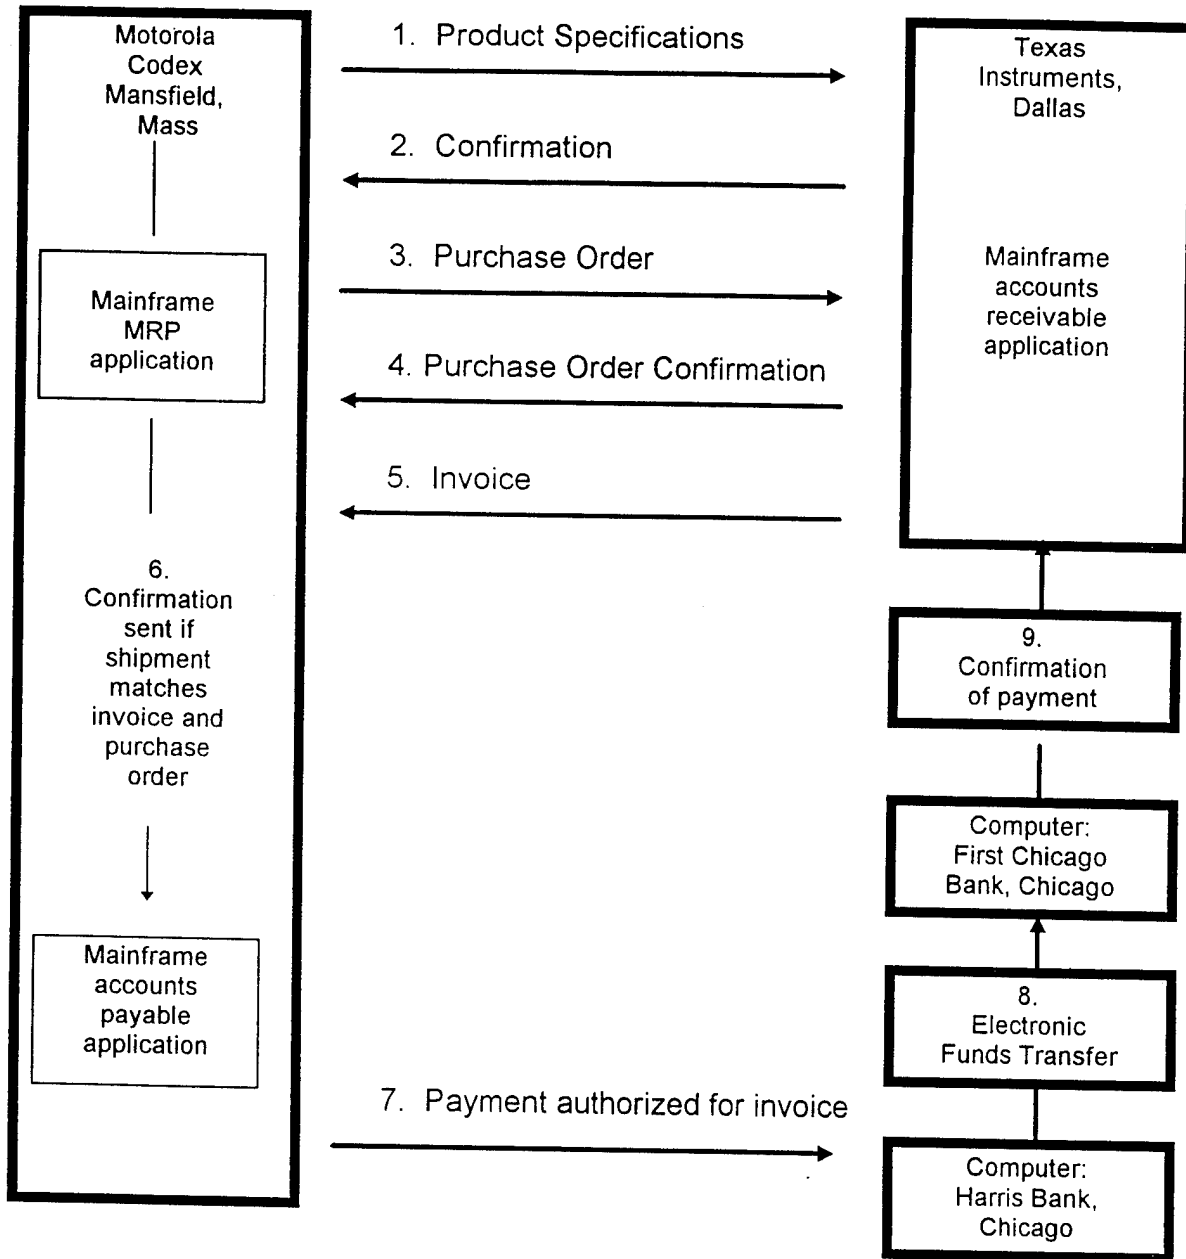 Motorola
Codex
Mansfield,
Mass
Mainframe
MRP
application
6.
Confirmation
sent if
shipment
matches
invoice and
purchase
order
Mainframe
accounts
payable
application
1. Product Specifications
2. Confirmation
3. Purchase Order
4. Purchase Order Confirmation
5. Invoice
7. Payment authorized for invoice
Texas
Instruments,
Dallas
Mainframe
accounts
receivable
application
9.
Confirmation
of payment
Computer:
First Chicago
Bank, Chicago
8.
Electronic
Funds Transfer
Computer:
Harris Bank,
Chicago